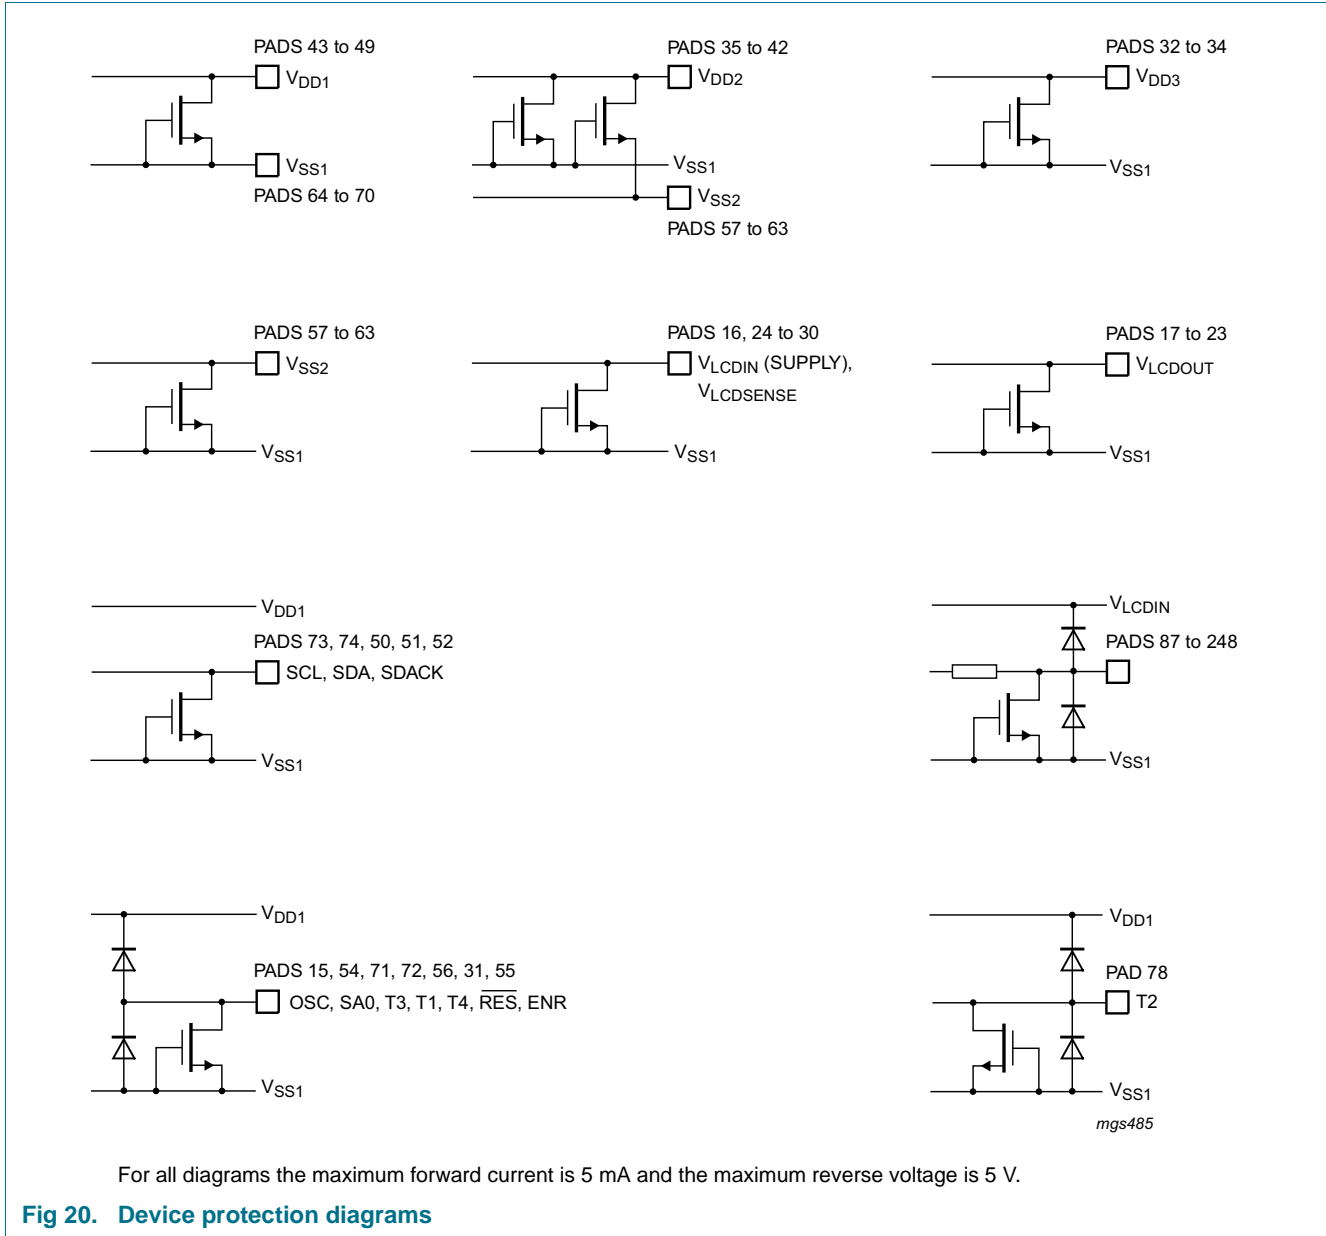 PADS 43 to 49
VDD1
VSS1
PADS 64 to 70
PADS 35 to 42
VDD2
VSS1
VSS2
PADS 57 to 63
PADS 32 to 34
VDD3
VSS1
PADS 57 to 63
VSS2
VSS1
PADS 16, 24 to 30
VLCDIN (SUPPLY),
VLCDSENSE
VSS1
PADS 17 to 23
VLCDOUT
VSS1
VDD1
PADS 73, 74, 50, 51, 52
SCL, SDA, SDACK
VSS1
VLCDIN
PADS 87 to 248
VSS1
VDD1
PADS 15, 54, 71, 72, 56, 31, 55
OSC, SA0, T3, T1, T4, R̅E̅S̅, ENR
VSS1
VDD1
PAD 78
T2
VSS1
mgs485
For all diagrams the maximum forward current is 5 mA and the maximum reverse voltage is 5 V.
Fig 20. Device protection diagrams